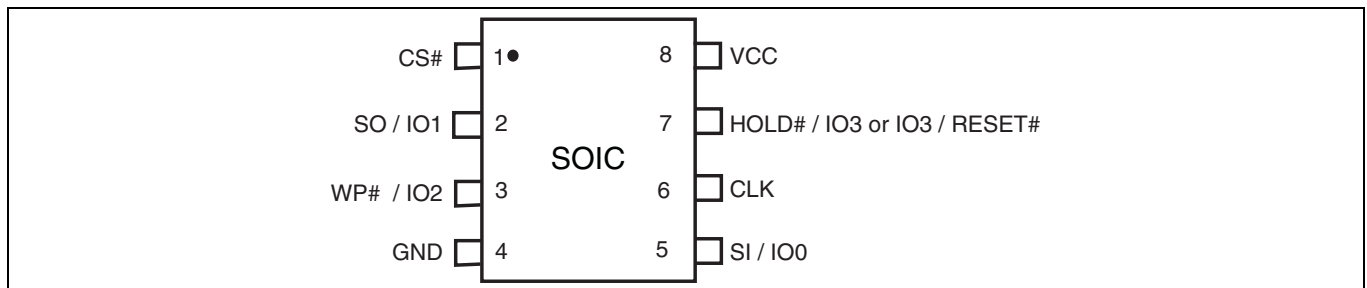 CS# 1 8 VCC
SO / IO1 2 7 HOLD# / IO3 or IO3 / RESET#
SOIC
WP# / IO2 3 6 CLK
GND 4 5 SI / IO0